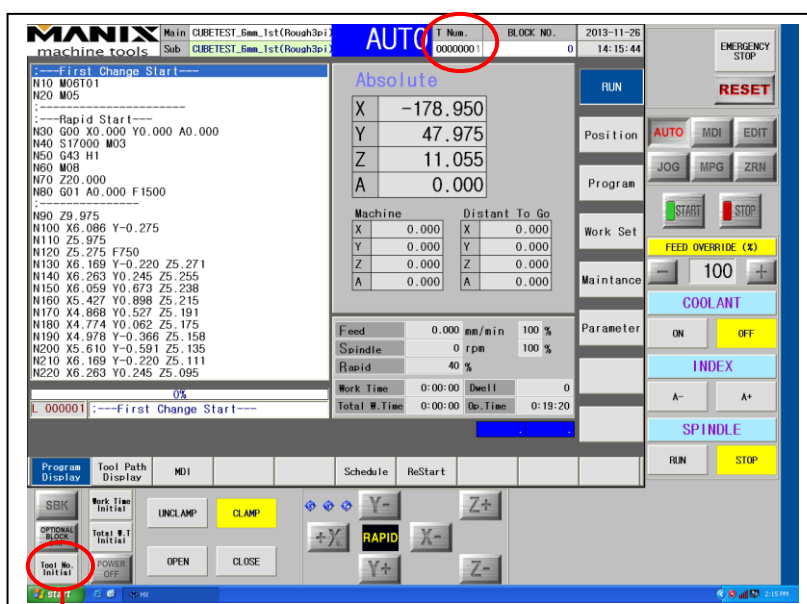 MANIX
machine tools
Main CUBETEST_6mm_1st(Rough3pi)
Sub CUBETEST_6mm_1st(Rough3pi)
AUTO
T Num. BLOCK NO.
00000001 0
2013-11-26
14:15:44
EMERGENCY
STOP
RESET
:---First Change Start---
N10 M06T01
N20 M05
:-----------------------
:---Rapid Start---
N30 G00 X0.000 Y0.000 A0.000
N40 S17000 M03
N50 G43 H1
N60 M08
N70 Z20.000
N80 G01 A0.000 F1500
:---------------
N90 Z9.975
N100 X6.086 Y-0.275
N110 Z5.975
N120 Z5.275 F750
N130 X6.169 Y-0.220 Z5.271
N140 X6.263 Y0.245 Z5.255
N150 X6.059 Y0.673 Z5.238
N160 X5.427 Y0.898 Z5.215
N170 X4.868 Y0.527 Z5.191
N180 X4.774 Y0.062 Z5.175
N190 X4.978 Y-0.366 Z5.158
N200 X5.610 Y-0.591 Z5.135
N210 X6.169 Y-0.220 Z5.111
N220 X6.263 Y0.245 Z5.095
0%
L 000001 :---First Change Start---
Absolute
X -178.950
Y 47.975
Z 11.055
A 0.000
Machine Distant To Go
X 0.000 X 0.000
Y 0.000 Y 0.000
Z 0.000 Z 0.000
A 0.000 A 0.000
Feed 0.000 mm/min 100 %
Spindle 0 rpm 100 %
Rapid 40 %
Work Time 0:00:00 Dwell 0
Total W.Time 0:00:00 Op.Time 0:19:20
RUN
Position
Program
Work Set
Maintance
Parameter
AUTO MDI EDIT
JOG MPG ZRN
START STOP
FEED OVERRIDE (%)
- 100 +
COOLANT
ON OFF
INDEX
A- A+
SPINDLE
RUN STOP
Program
Display
Tool Path
Display
MDI
Schedule
ReStart
SBK
Work Time
Initial
UNCLAMP
CLAMP
Y-
Z+
OPTIONAL
BLOCK
Total W.T
Initial
+X
RAPID
X-
Tool No.
Initial
POWER
OFF
OPEN
CLOSE
Y+
Z-
start
MX
2:15 PM